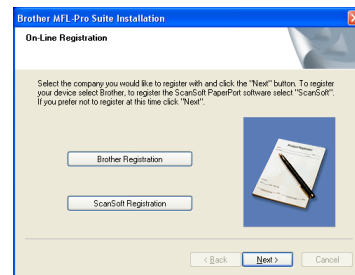 Brother MFL-Pro Suite Installation
On-Line Registration
Select the company you would like to register with and click the "Next" button. To register
your device select Brother, to register the ScanSoft PaperPort software select "ScanSoft".
If you prefer not to register at this time click "Next".
Brother Registration
ScanSoft Registration
< Back
Next >
Cancel